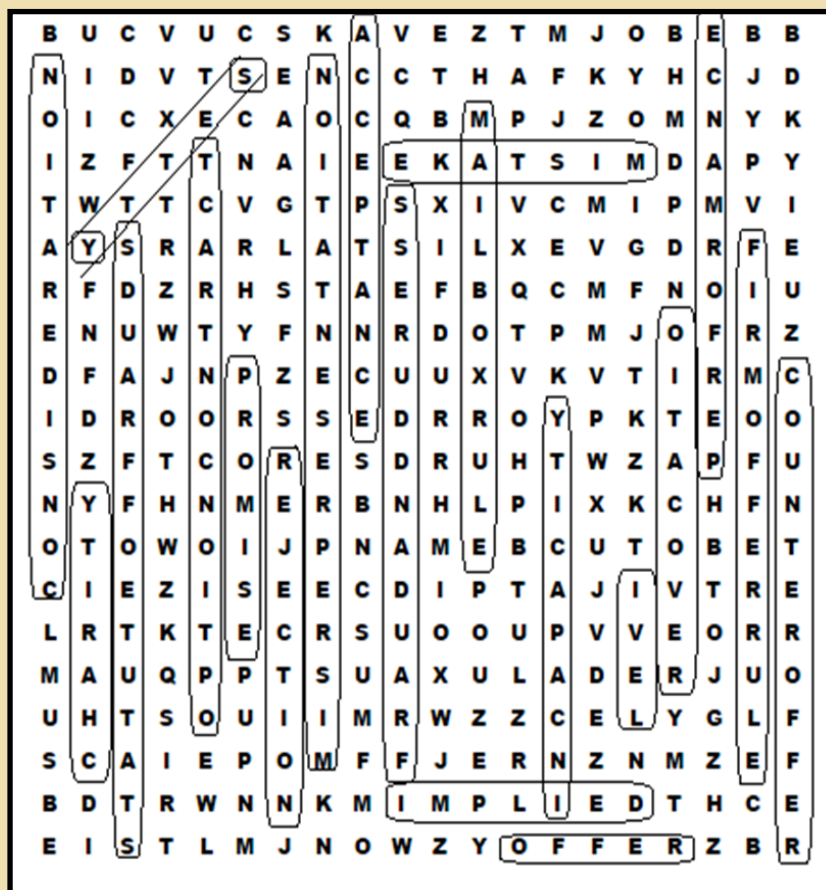 B U C V U C S K A V E Z T M J O B E B B
N I D V T S E N C C T H A F K Y H C J D
O I C X E C A O C Q B M P J Z O M N Y K
I Z F T T N A I E E K A T S I M D A P Y
T W T T C V G T P S X I V C M I P M V I
A Y S R A R L A T S I L X E V G D R F E
R F D Z R H S T A E F B Q C M F N O I U
E N U W T Y F N N R D O T P M J O F R Z
D F A J N P Z E C U U X V K V T I R M C
I D R O O R S S E D R R O Y P K T E O O
S Z F T C O R E S D R U H T W Z A P F U
N Y F H N M E R B N H L P I X K C H F N
O T O W O I J P N A M E B C U T O B E T
C I E Z I S E E C D I P T A J I V T R E
L R T K T E C R S U O O U P V V E O R R
M A U Q P P T S U A X U L A D E R J U O
U H T S O U I I M R W Z Z C E L Y G L F
S C A I E P O M F F J E R N Z N M Z E F
B D T R W N N K M I M P L I E D T H C E
E I S T L M J N O W Z Y O F F E R Z B R